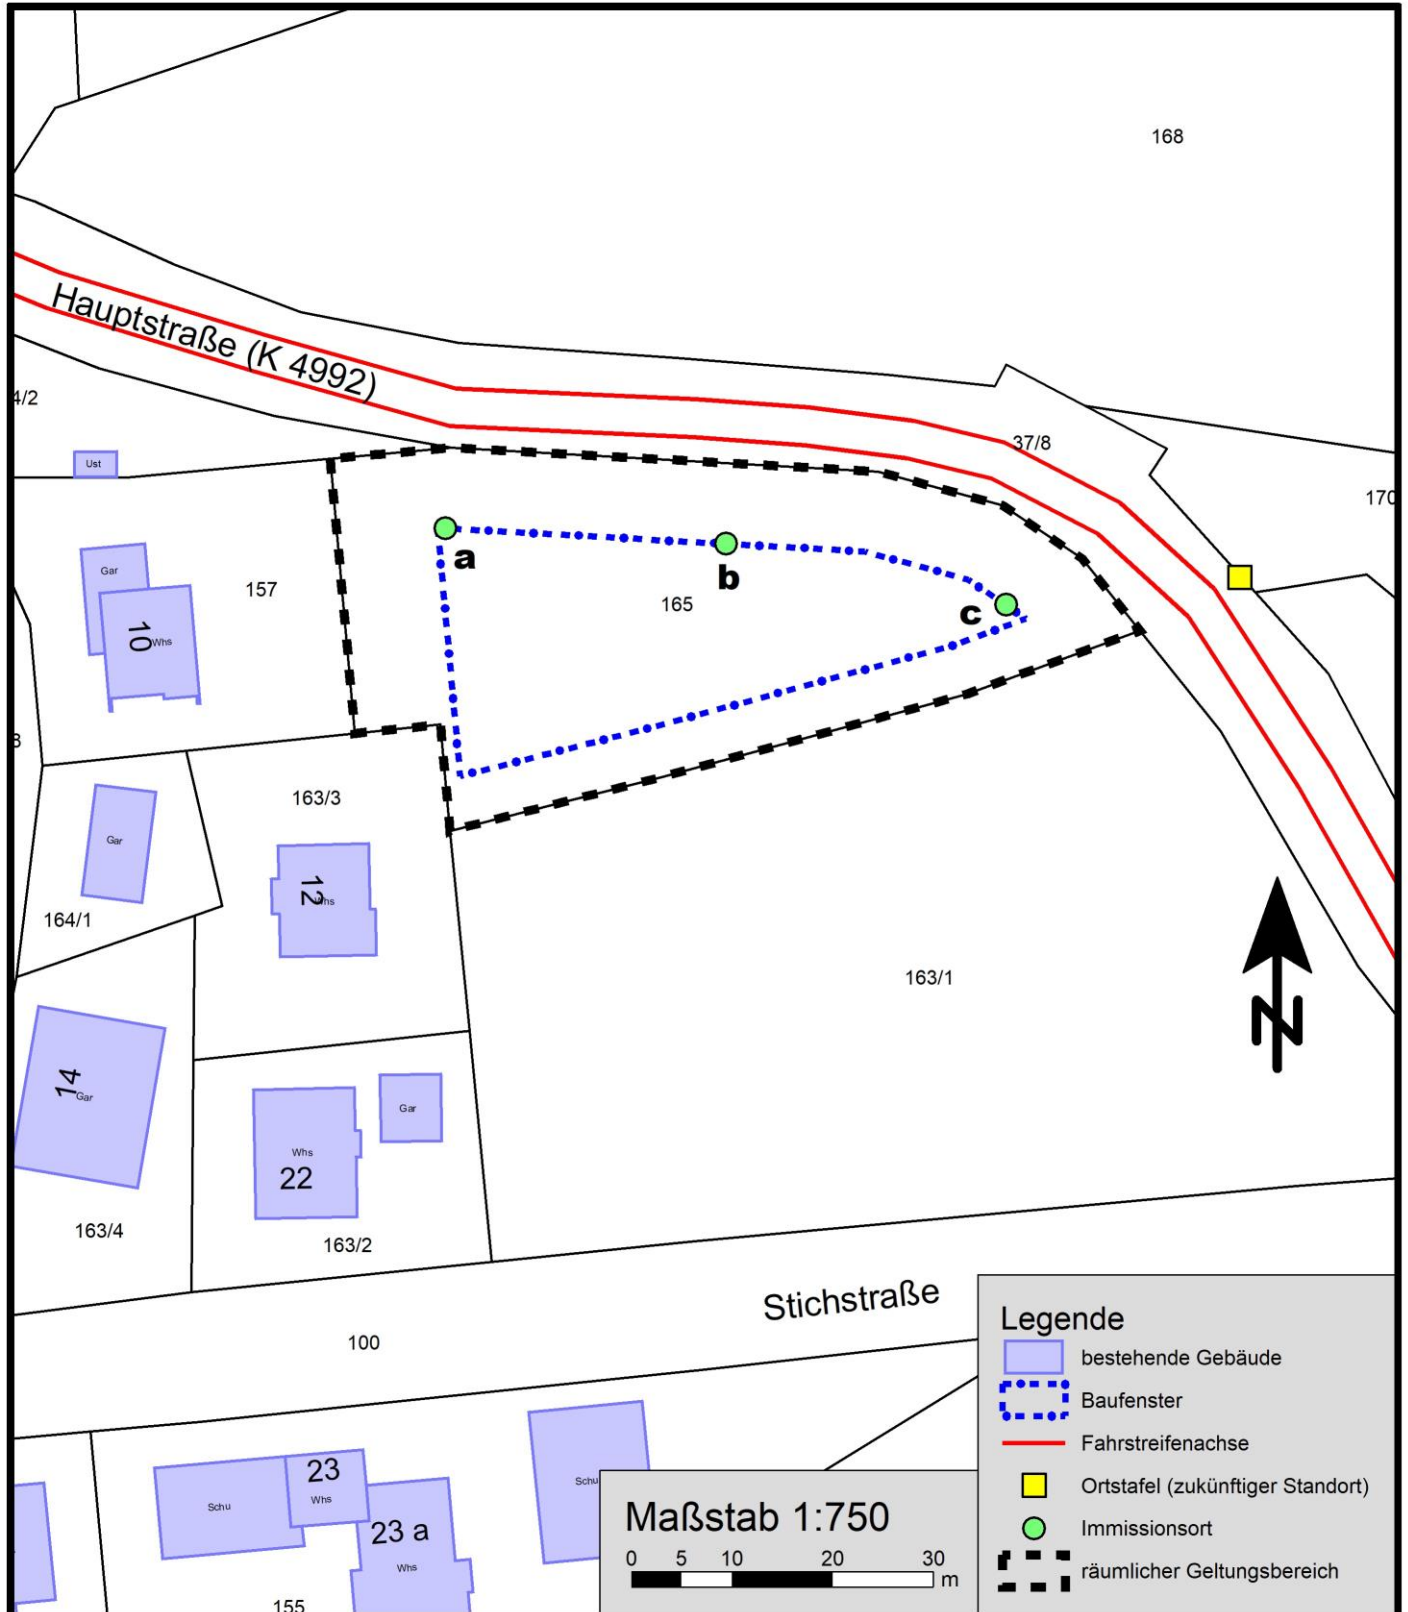 168
Hauptstraße (K 4992)
4/2
37/8
Ust
170
Gar
157
10
Whs
a
b
165
c
3
163/3
Gar
12
Whs
164/1
163/1
N
14
Gar
Gar
Whs
22
163/4
163/2
Stichstraße
100
Legende
bestehende Gebäude
Baufenster
Fahrstreifenachse
Ortstafel (zukünftiger Standort)
Immissionsort
räumlicher Geltungsbereich
23
Whs
Schu
Schu
23 a
Whs
155
Maßstab 1:750
0 5 10 20 30
m